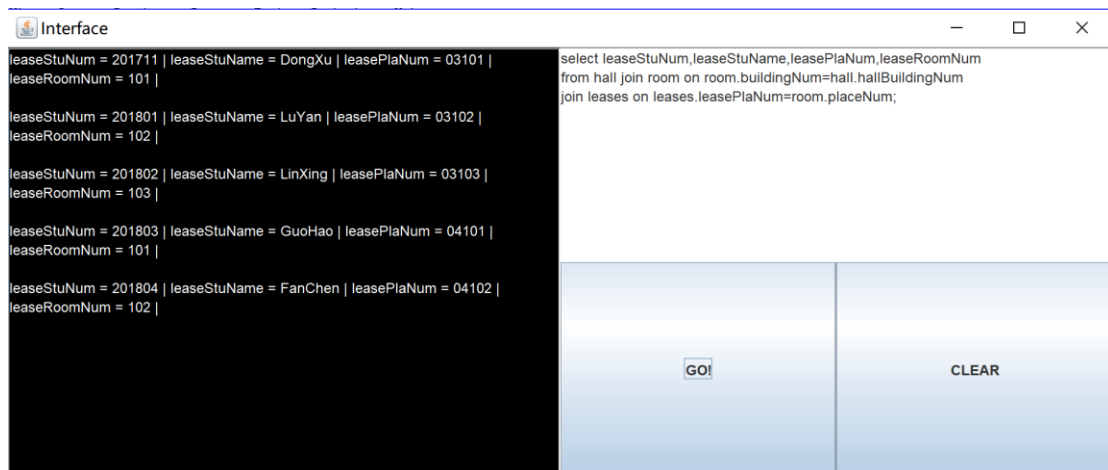 Interface
leaseStuNum = 201711 | leaseStuName = DongXu | leasePlaNum = 03101 |
leaseRoomNum = 101 |
leaseStuNum = 201801 | leaseStuName = LuYan | leasePlaNum = 03102 |
leaseRoomNum = 102 |
leaseStuNum = 201802 | leaseStuName = LinXing | leasePlaNum = 03103 |
leaseRoomNum = 103 |
leaseStuNum = 201803 | leaseStuName = GuoHao | leasePlaNum = 04101 |
leaseRoomNum = 101 |
leaseStuNum = 201804 | leaseStuName = FanChen | leasePlaNum = 04102 |
leaseRoomNum = 102 |
select leaseStuNum,leaseStuName,leasePlaNum,leaseRoomNum
from hall join room on room.buildingNum=hall.hallBuildingNum
join leases on leases.leasePlaNum=room.placeNum;
GO!
CLEAR